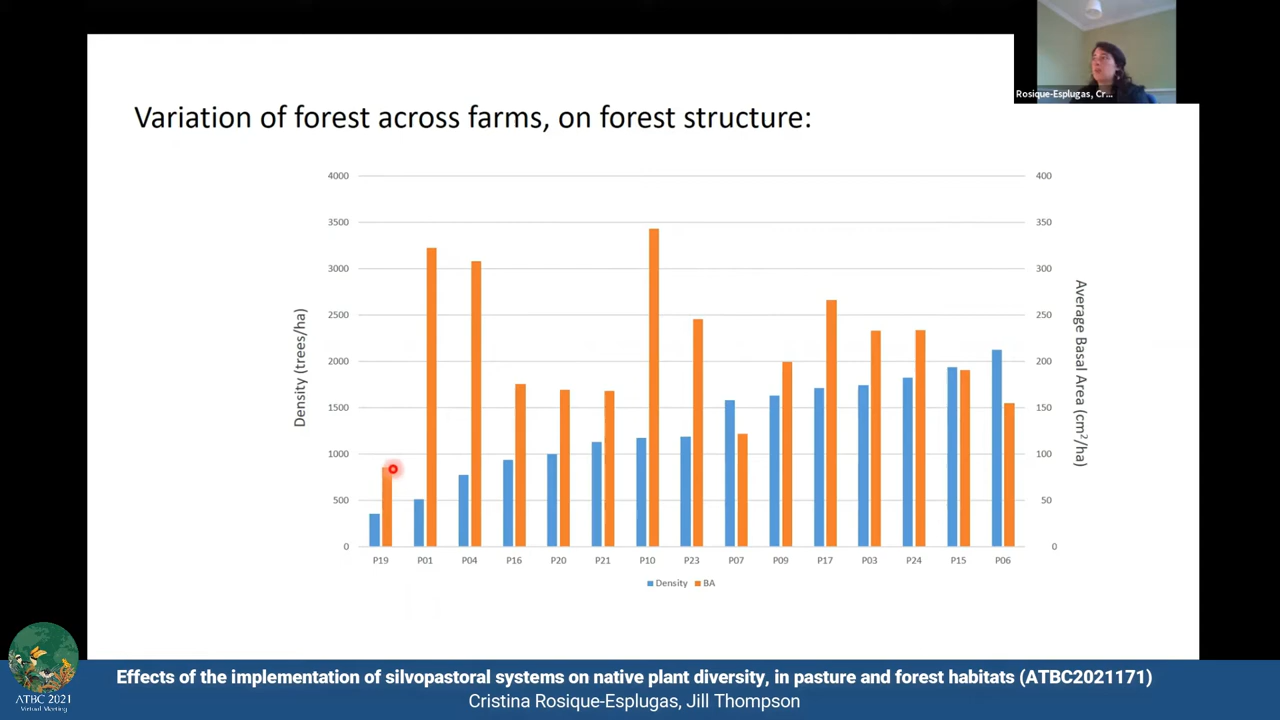 Rosique-Esplugas, Cr...
Variation of forest across farms, on forest structure:
4000
3500
3000
2500
2000
1500
1000
500
0
Density (trees/ha)
400
350
300
250
200
150
100
50
0
Average Basal Area (cm²/ha)
P19 P01 P04 P16 P20 P21 P10 P23 P07 P09 P17 P03 P24 P15 P06
Density BA
ATBC 2021
Virtual Meeting
Effects of the implementation of silvopastoral systems on native plant diversity, in pasture and forest habitats (ATBC2021171)
Cristina Rosique-Esplugas, Jill Thompson